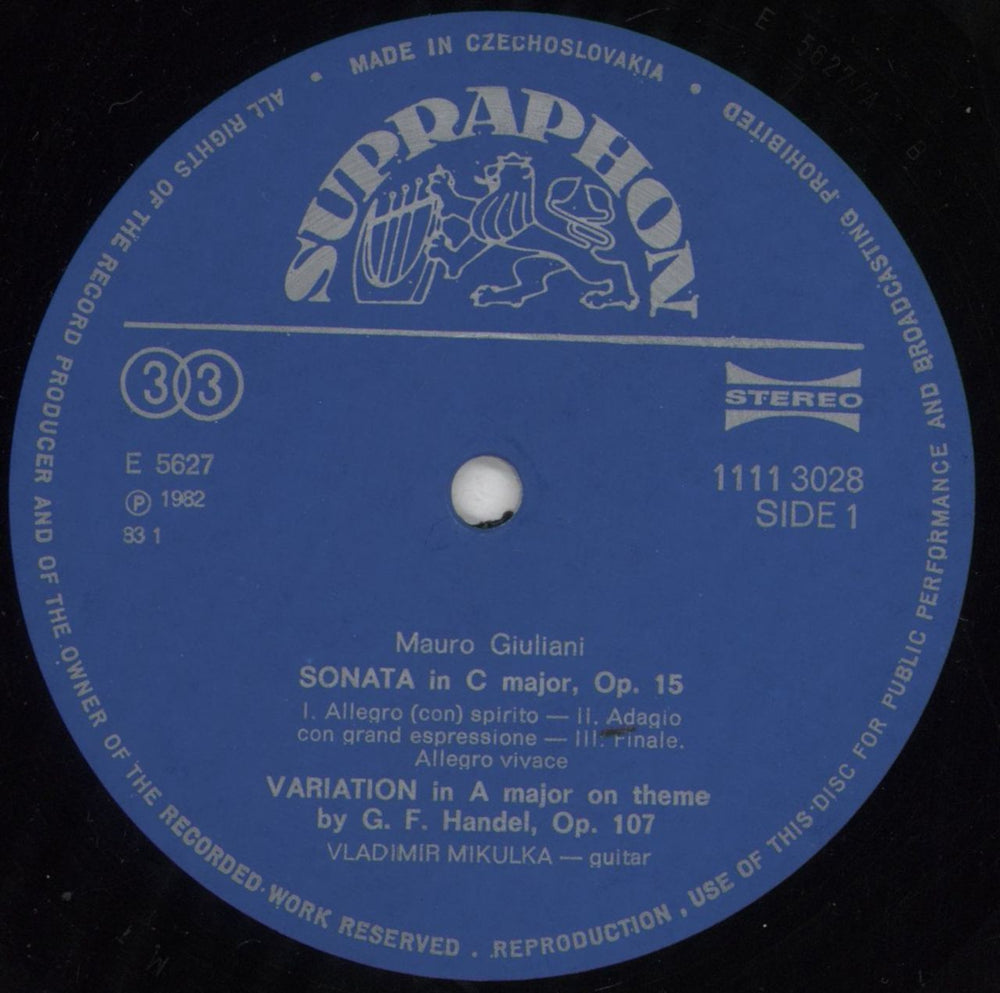 MADE IN CZECHOSLOVAKIA
ALL RIGHTS OF THE RECORD PRODUCER AND OF THE OWNER OF THE RECORDED WORK RESERVED . REPRODUCTION , USE OF THIS DISC FOR PUBLIC PERFORMANCE AND BROADCASTING PROHIBITED
SUPRAPHON
33
STEREO
E 5627
℗ 1982
83 1
1111 3028
SIDE 1
Mauro Giuliani
SONATA in C major, Op. 15
I. Allegro (con) spirito — II. Adagio
con grand espressione — III. Finale.
Allegro vivace
VARIATION in A major on theme
by G. F. Handel, Op. 107
VLADIMIR MIKULKA — guitar
E 5627/A
B